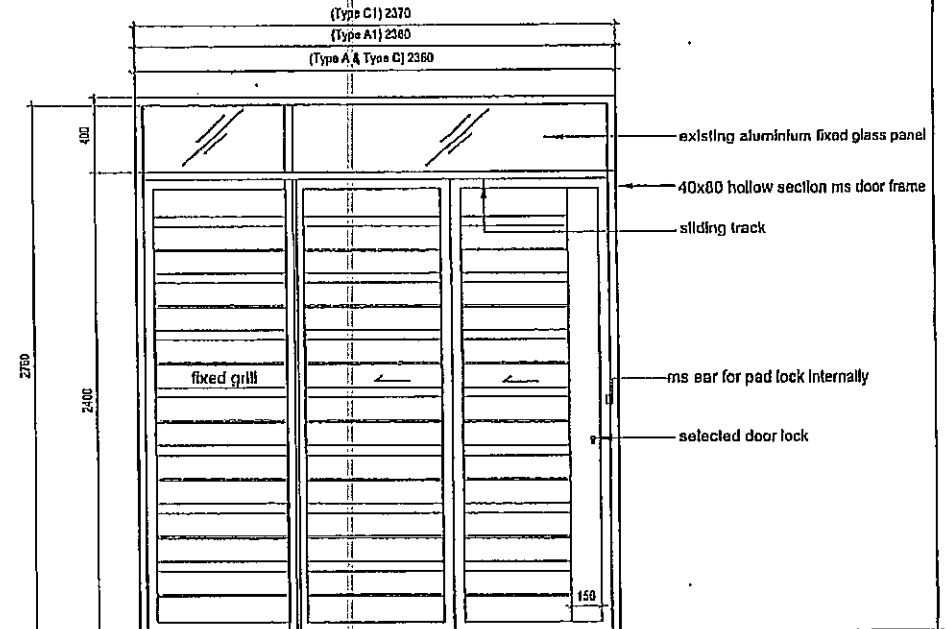 (Type C1) 2370
(Type A1) 2380
(Type A & Type C) 2360
400
existing aluminium fixed glass panel
40x80 hollow section ms door frame
sliding track
2760
2400
fixed grill
ms ear for pad lock internally
selected door lock
150